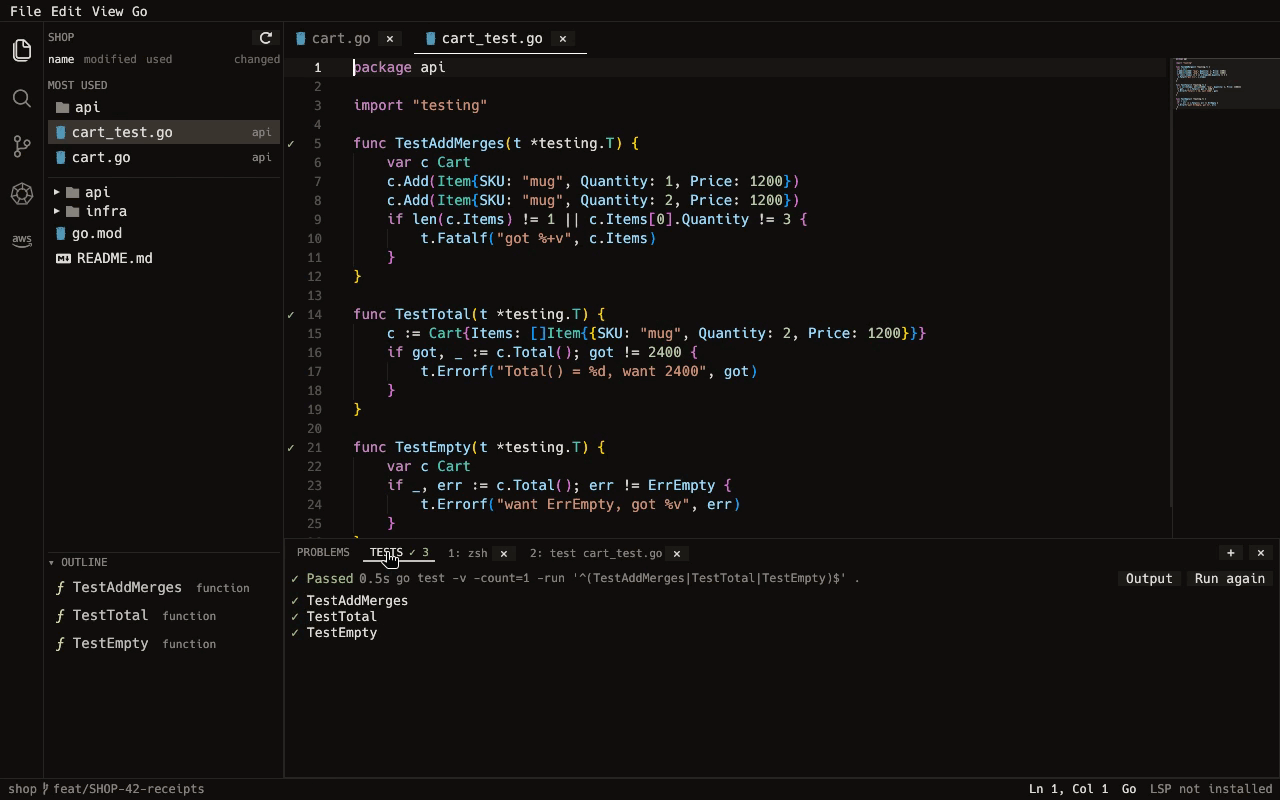 File Edit View Go
SHOP
name modified used changed
MOST USED
api
cart_test.go api
cart.go api
api
infra
go.mod
README.md
aws
OUTLINE
TestAddMerges function
TestTotal function
TestEmpty function
cart.go × cart_test.go ×
1 package api
2
3 import "testing"
4
5 func TestAddMerges(t *testing.T) {
6 var c Cart
7 c.Add(Item{SKU: "mug", Quantity: 1, Price: 1200})
8 c.Add(Item{SKU: "mug", Quantity: 2, Price: 1200})
9 if len(c.Items) != 1 || c.Items[0].Quantity != 3 {
10 t.Fatalf("got %+v", c.Items)
11 }
12 }
13
14 func TestTotal(t *testing.T) {
15 c := Cart{Items: []Item{{SKU: "mug", Quantity: 2, Price: 1200}}}
16 if got, _ := c.Total(); got != 2400 {
17 t.Errorf("Total() = %d, want 2400", got)
18 }
19 }
20
21 func TestEmpty(t *testing.T) {
22 var c Cart
23 if _, err := c.Total(); err != ErrEmpty {
24 t.Errorf("want ErrEmpty, got %v", err)
25 }
PROBLEMS TESTS ✓ 3 1: zsh × 2: test cart_test.go × + ×
✓ Passed 0.5s go test -v -count=1 -run '^(TestAddMerges|TestTotal|TestEmpty)$' . Output Run again
✓ TestAddMerges
✓ TestTotal
✓ TestEmpty
shop feat/SHOP-42-receipts Ln 1, Col 1 Go LSP not installed